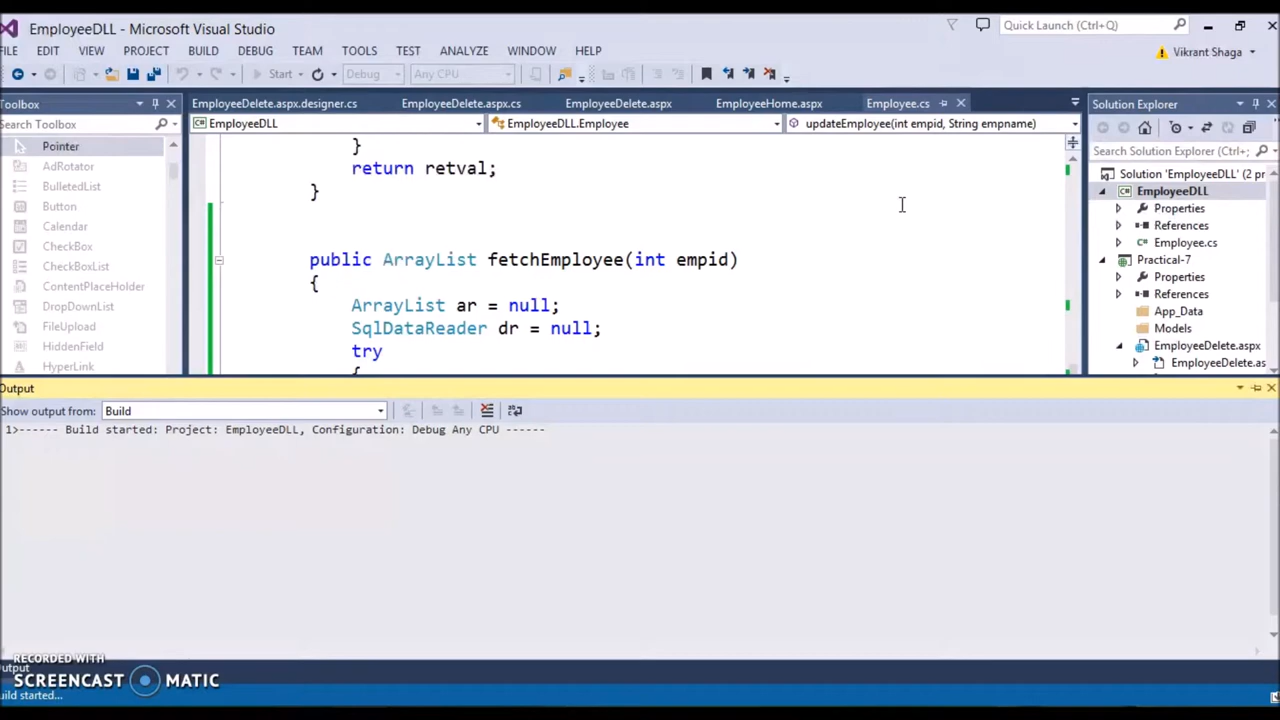 EmployeeDLL - Microsoft Visual Studio
Quick Launch (Ctrl+Q)
FILE EDIT VIEW PROJECT BUILD DEBUG TEAM TOOLS TEST ANALYZE WINDOW HELP
Vikrant Shaga
Start Debug Any CPU
Toolbox
EmployeeDelete.aspx.designer.cs EmployeeDelete.aspx.cs EmployeeDelete.aspx EmployeeHome.aspx Employee.cs
Solution Explorer
Search Toolbox
EmployeeDLL EmployeeDLL.Employee updateEmployee(int empid, String empname)
Pointer
AdRotator
BulletedList
Button
Calendar
CheckBox
CheckBoxList
ContentPlaceHolder
DropDownList
FileUpload
HiddenField
HyperLink
}
return retval;
}
public ArrayList fetchEmployee(int empid)
{
ArrayList ar = null;
SqlDataReader dr = null;
try
{
Search Solution Explorer (Ctrl+;
Solution 'EmployeeDLL' (2 pr
EmployeeDLL
Properties
References
Employee.cs
Practical-7
Properties
References
App_Data
Models
EmployeeDelete.aspx
EmployeeDelete.as
Output
Show output from: Build
1>------ Build started: Project: EmployeeDLL, Configuration: Debug Any CPU ------
RECORDED WITH
SCREENCAST MATIC
utput
uild started...